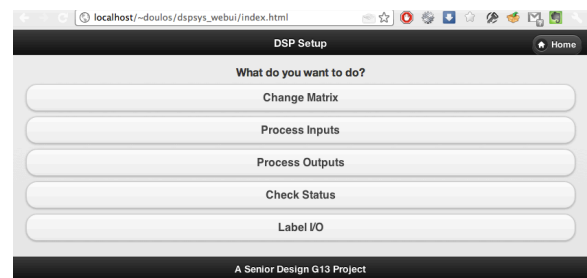 localhost/~doulos/dspsys_webui/index.html
DSP Setup
Home
What do you want to do?
Change Matrix
Process Inputs
Process Outputs
Check Status
Label I/O
A Senior Design G13 Project